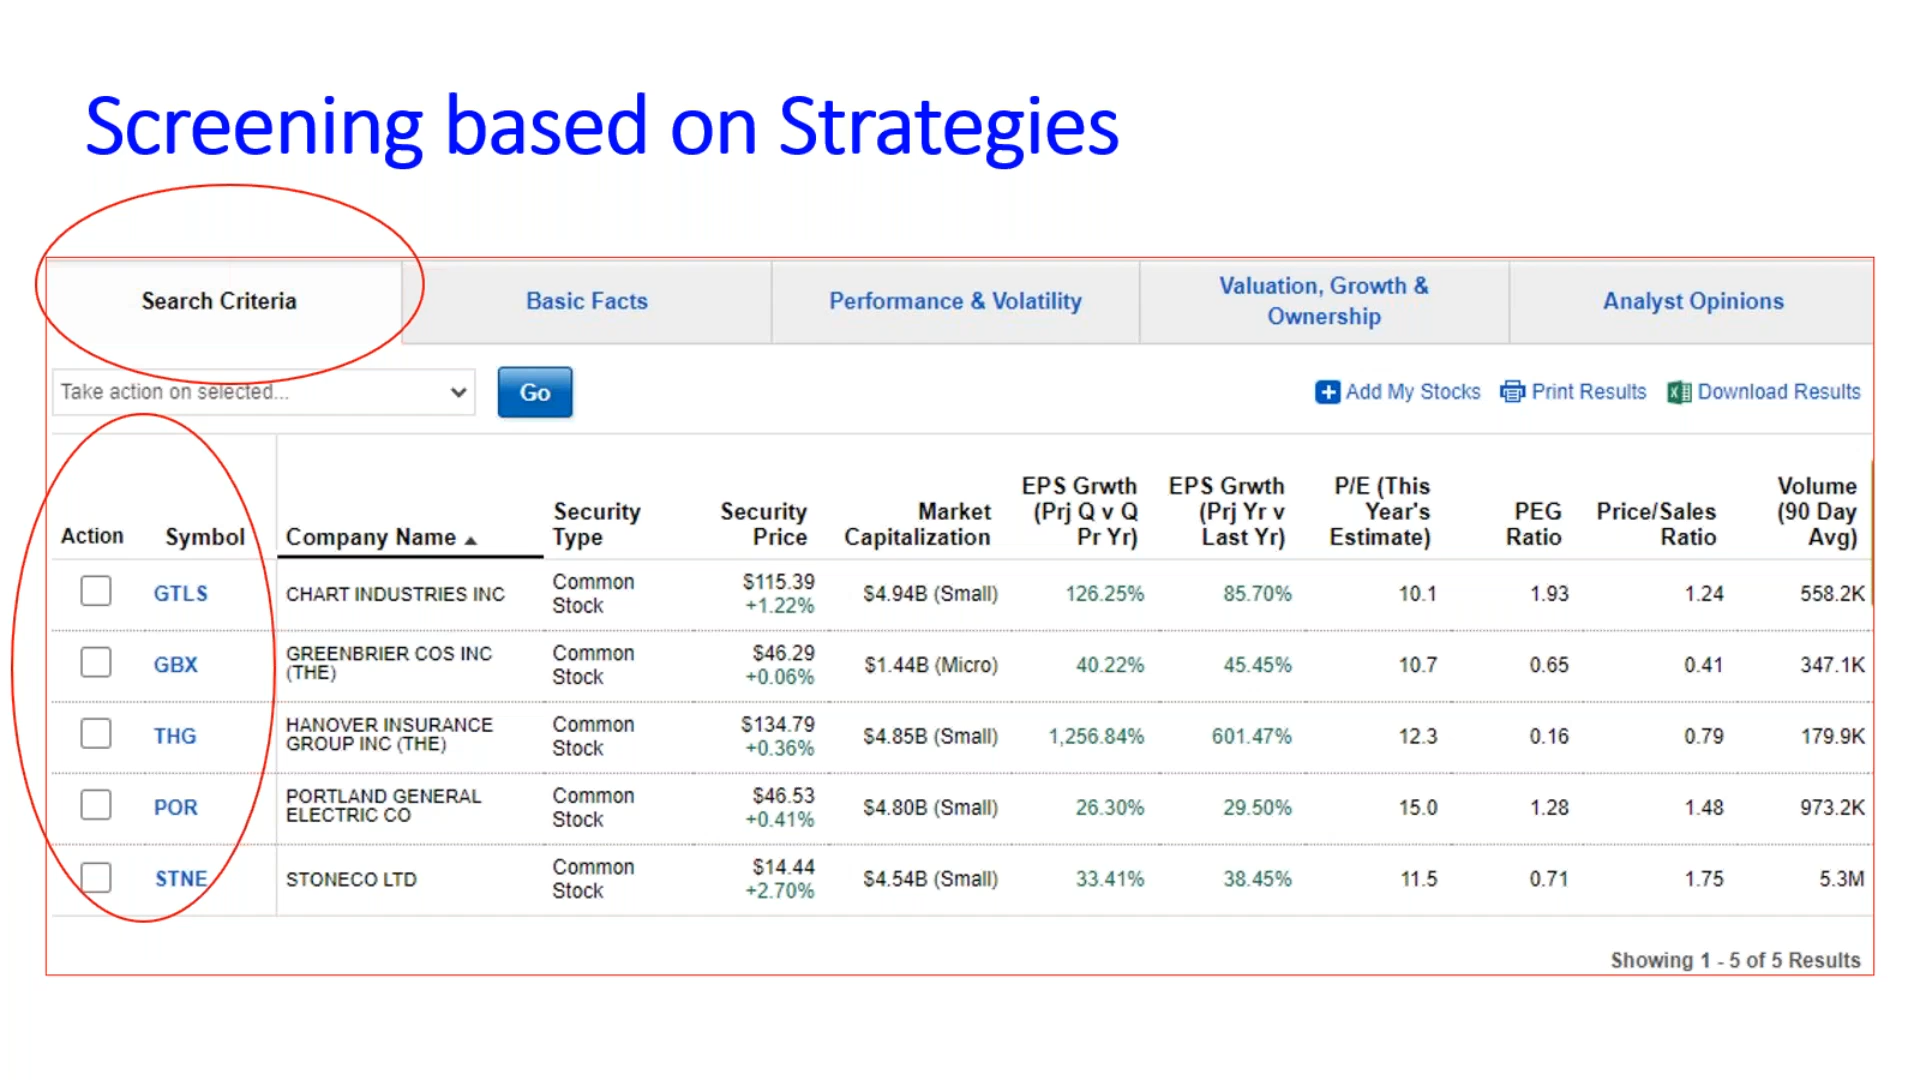 Screening based on Strategies
Search Criteria
Basic Facts
Performance & Volatility
Valuation, Growth &
Ownership
Analyst Opinions
Take action on selected...
Go
Add My Stocks
Print Results
Download Results
Action
Symbol
Company Name ▲
Security
Type
Security
Price
Market
Capitalization
EPS Grwth
(Prj Q v Q
Pr Yr)
EPS Grwth
(Prj Yr v
Last Yr)
P/E (This
Year's
Estimate)
PEG
Ratio
Price/Sales
Ratio
Volume
(90 Day
Avg)
GTLS
CHART INDUSTRIES INC
Common
Stock
$115.39
+1.22%
$4.94B (Small)
126.25%
85.70%
10.1
1.93
1.24
558.2K
GBX
GREENBRIER COS INC
(THE)
Common
Stock
$46.29
+0.06%
$1.44B (Micro)
40.22%
45.45%
10.7
0.65
0.41
347.1K
THG
HANOVER INSURANCE
GROUP INC (THE)
Common
Stock
$134.79
+0.36%
$4.85B (Small)
1,256.84%
601.47%
12.3
0.16
0.79
179.9K
POR
PORTLAND GENERAL
ELECTRIC CO
Common
Stock
$46.53
+0.41%
$4.80B (Small)
26.30%
29.50%
15.0
1.28
1.48
973.2K
STNE
STONECO LTD
Common
Stock
$14.44
+2.70%
$4.54B (Small)
33.41%
38.45%
11.5
0.71
1.75
5.3M
Showing 1 - 5 of 5 Results